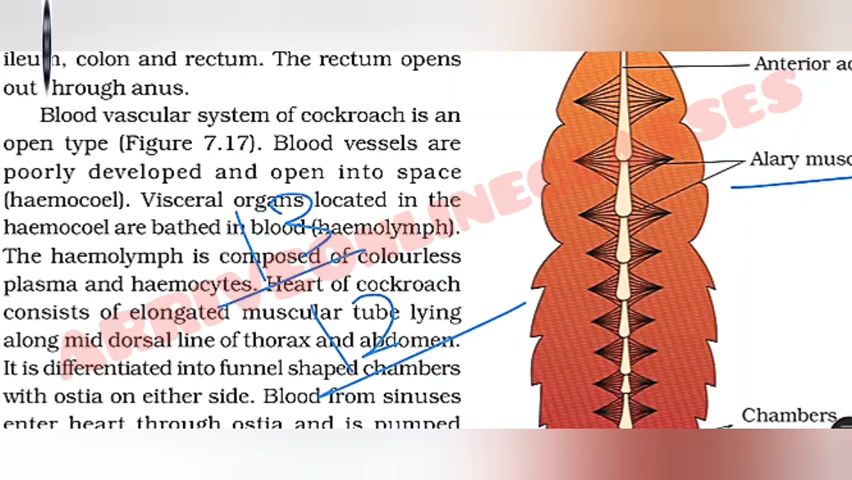 ileum, colon and rectum. The rectum opens
out through anus.
Blood vascular system of cockroach is an
open type (Figure 7.17). Blood vessels are
poorly developed and open into space
(haemocoel). Visceral organs located in the
haemocoel are bathed in blood (haemolymph).
The haemolymph is composed of colourless
plasma and haemocytes. Heart of cockroach
consists of elongated muscular tube lying
along mid dorsal line of thorax and abdomen.
It is differentiated into funnel shaped chambers
with ostia on either side. Blood from sinuses
enter heart through ostia and is pumped
Anterior
Alary
Chambers
13
12